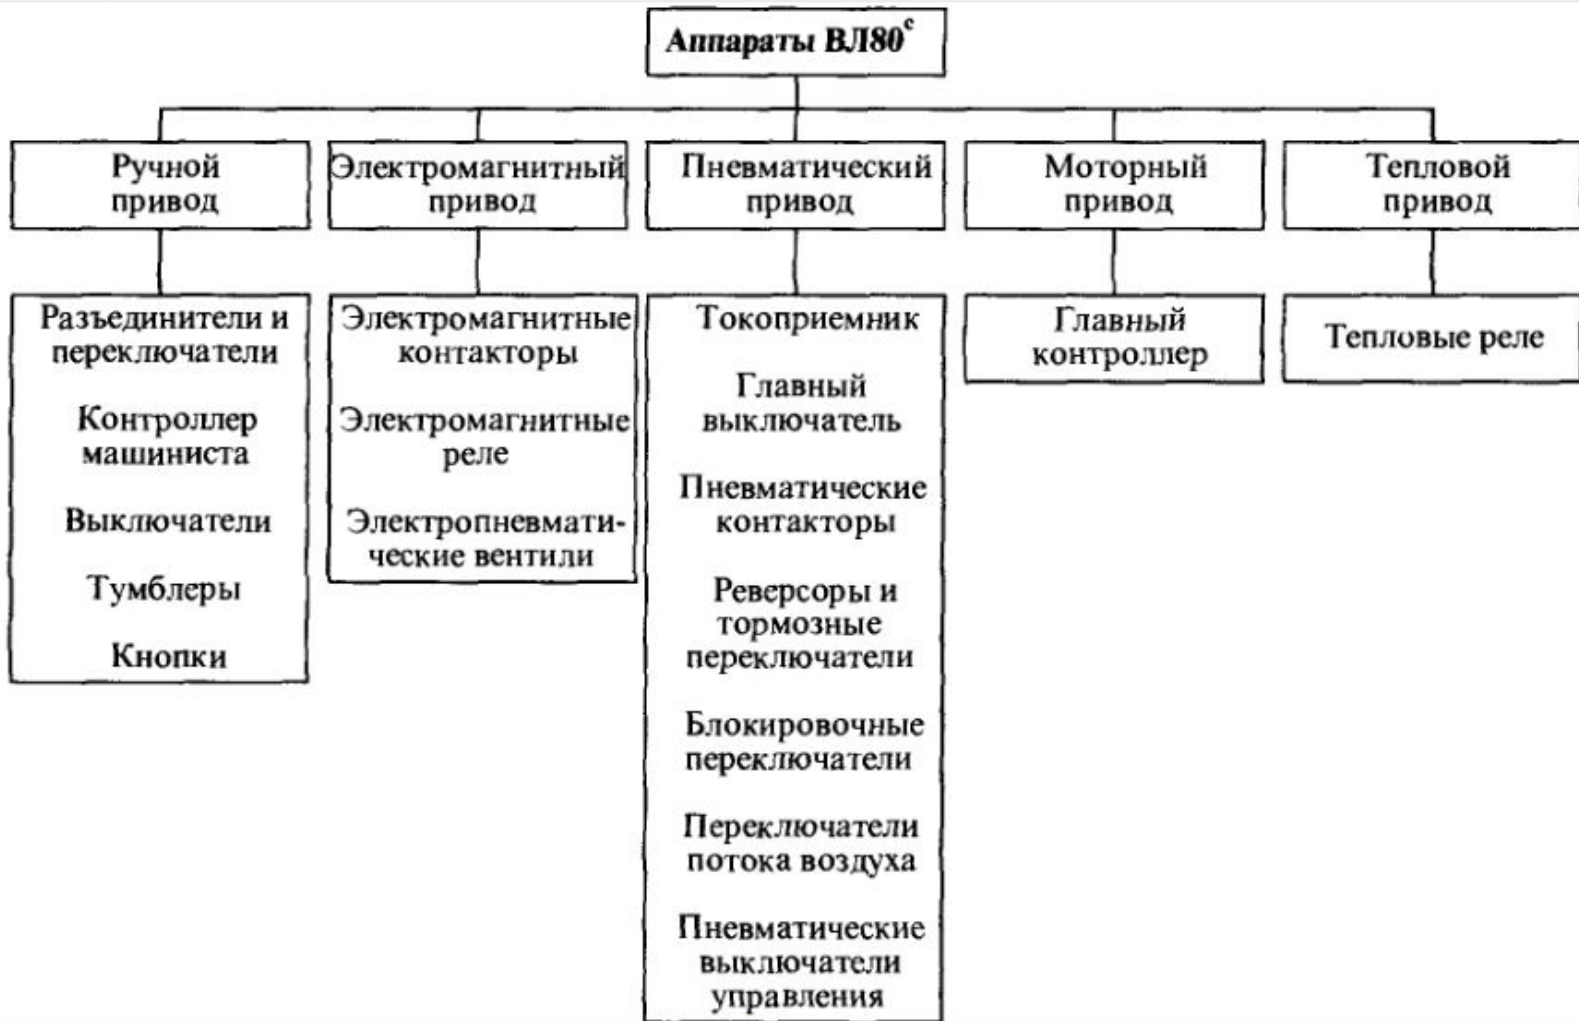 Аппараты ВЛ80с
Ручной
привод
Электромагнитный
привод
Пневматический
привод
Моторный
привод
Тепловой
привод
Разъединители и
переключатели
Контроллер
машиниста
Выключатели
Тумблеры
Кнопки
Электромагнитные
контакторы
Электромагнитные
реле
Электропневмати-
ческие вентили
Токоприемник
Главный
выключатель
Пневматические
контакторы
Реверсоры и
тормозные
переключатели
Блокировочные
переключатели
Переключатели
потока воздуха
Пневматические
выключатели
управления
Главный
контроллер
Тепловые реле